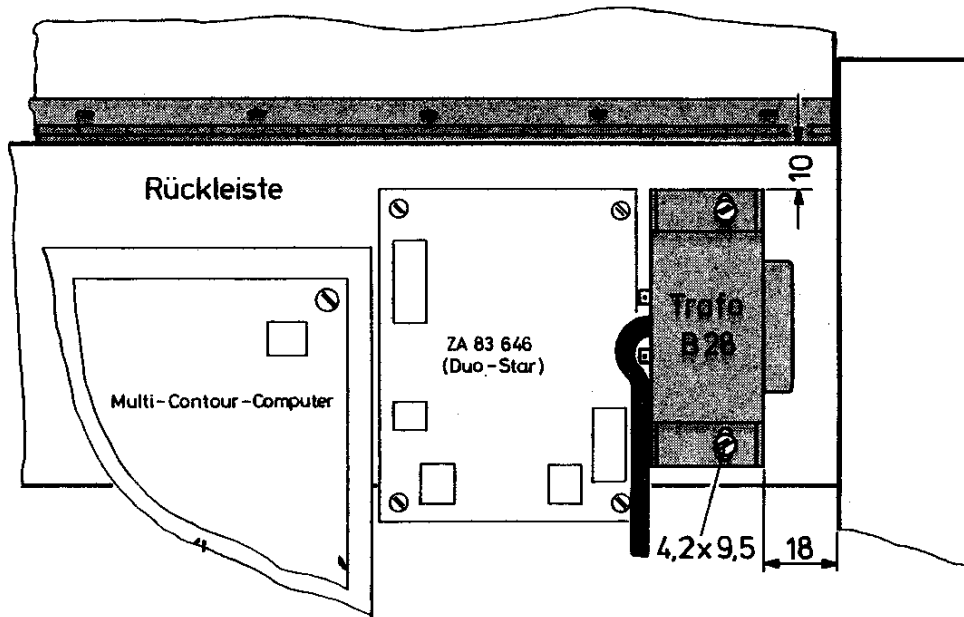 10
Rückleiste
Trafo
B 28
ZA 83 646
(Duo-Star)
Multi-Contour-Computer
4,2x9,5
18